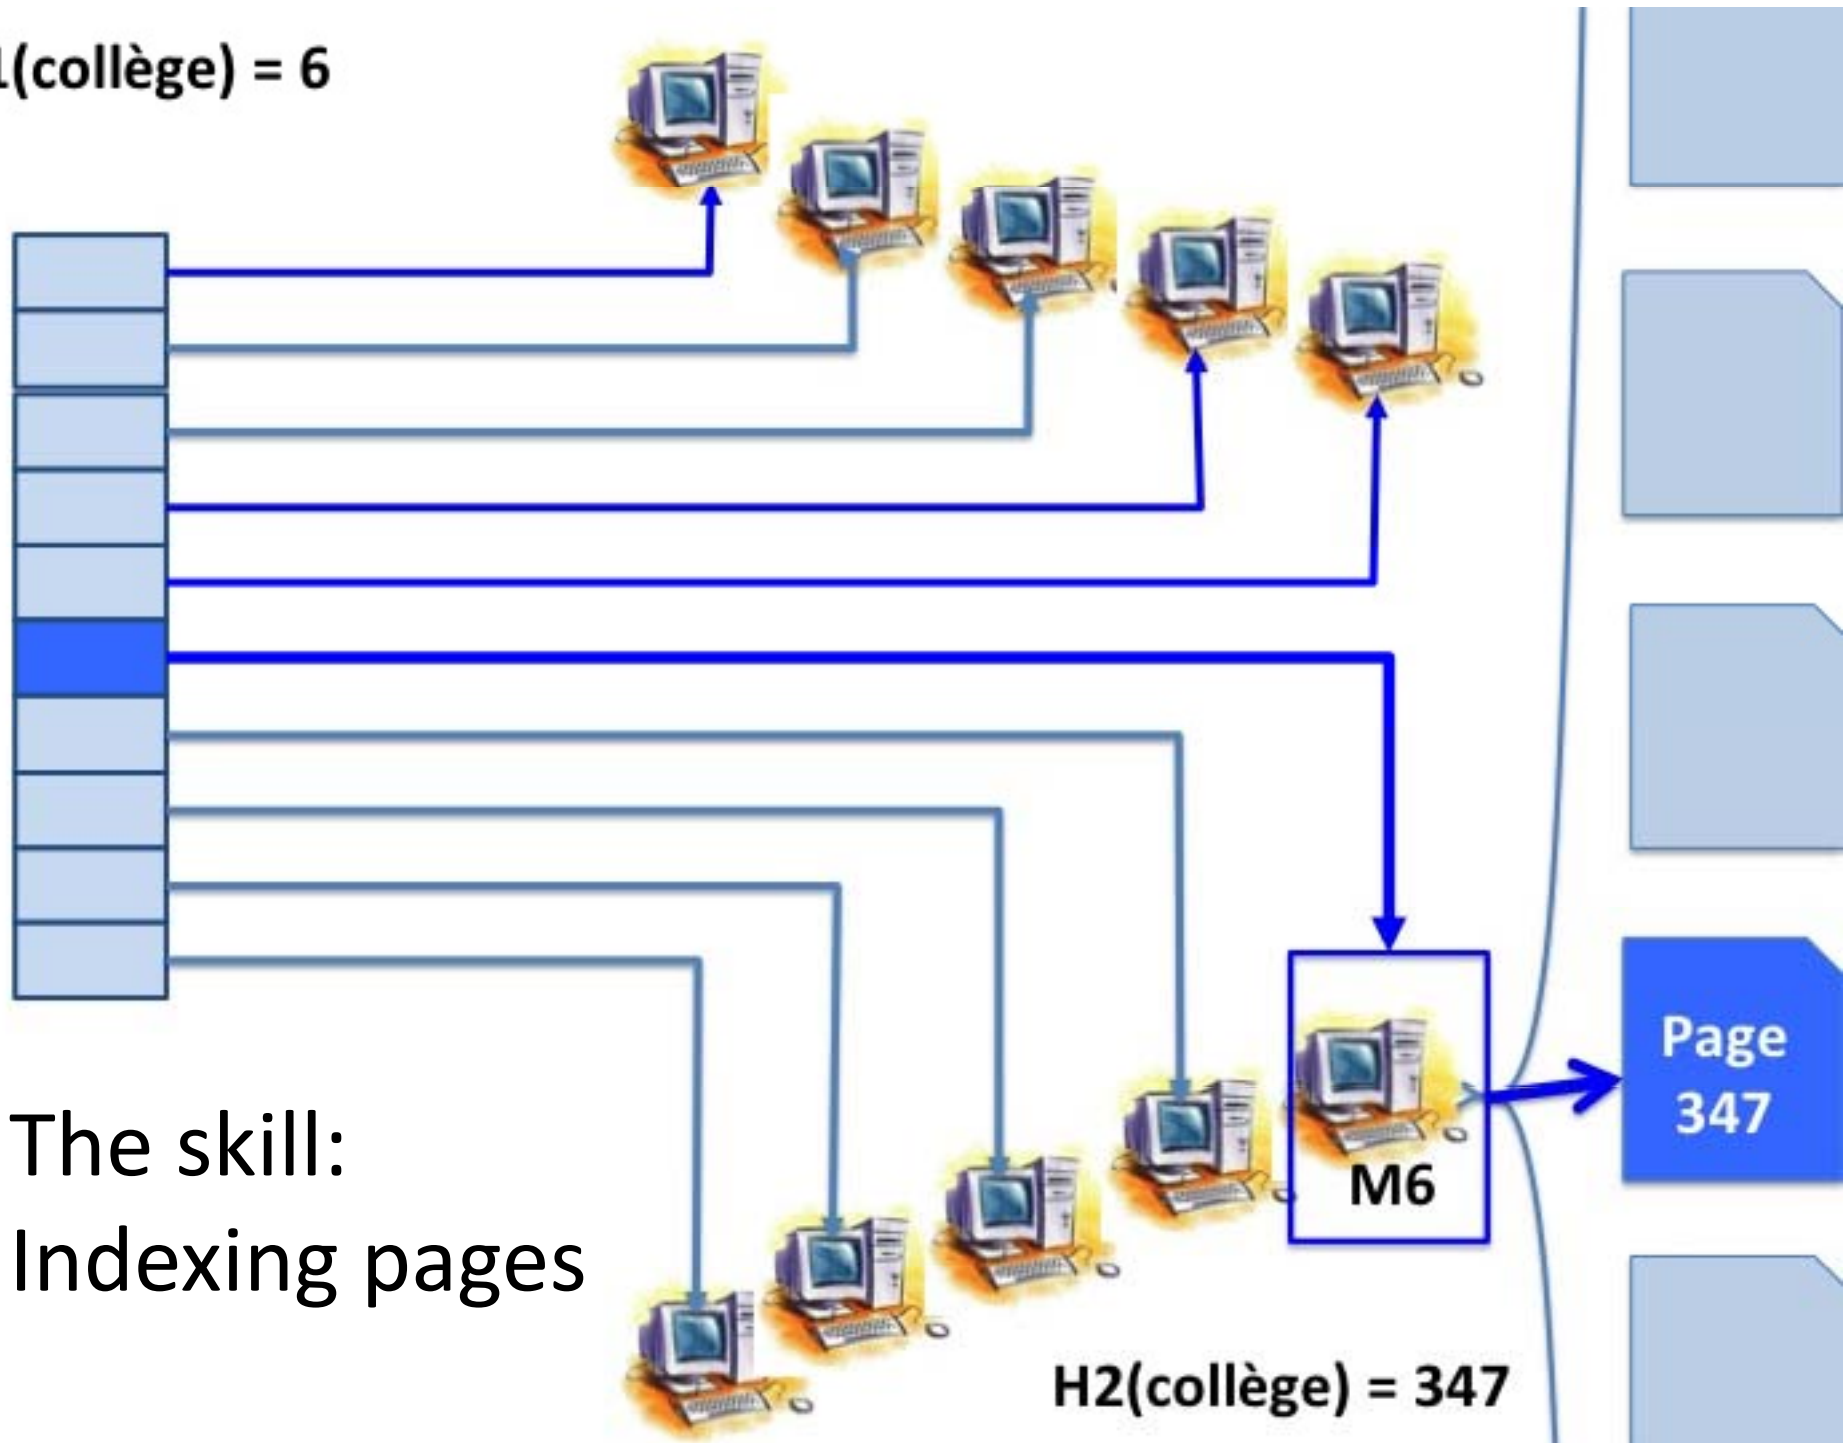 (collège) = 6
The skill:
Indexing pages
M6
Page
347
H2(collège) = 347